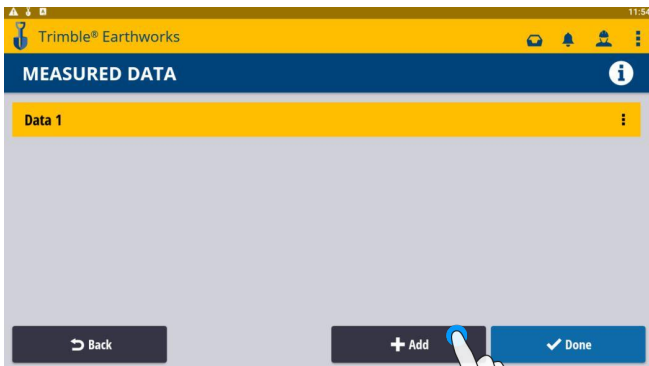 11:54
Trimble® Earthworks
MEASURED DATA
Data 1
Back
Add
Done